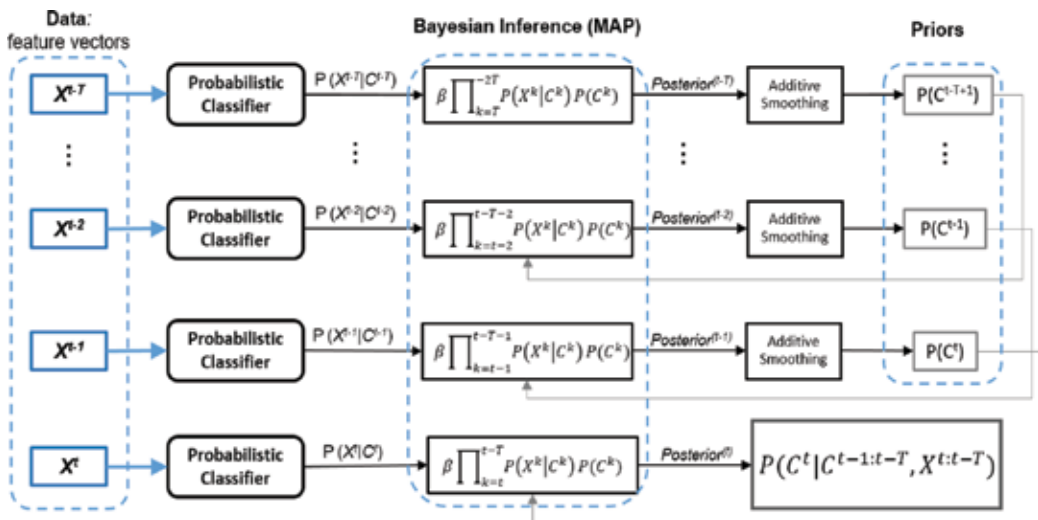 Data:
feature vectors
Bayesian Inference (MAP)
Priors
X^{t-T}
Probabilistic
Classifier
P (X^{t-T}|C^{t-T})
β∏_{k=T}^{-2T} P(X^k|C^k) P(C^k)
Posterior^{(t-T)}
Additive
Smoothing
P(C^{t-T+1})
⋮ ⋮ ⋮ ⋮
X^{t-2}
Probabilistic
Classifier
P (X^{t-2}|C^{t-2})
β∏_{k=t-2}^{t-T-2} P(X^k|C^k) P(C^k)
Posterior^{(t-2)}
Additive
Smoothing
P(C^{t-1})
X^{t-1}
Probabilistic
Classifier
P (X^{t-1}|C^{t-1})
β∏_{k=t-1}^{t-T-1} P(X^k|C^k) P(C^k)
Posterior^{(t-1)}
Additive
Smoothing
P(C^t)
X^t
Probabilistic
Classifier
P (X^t|C^t)
β∏_{k=t}^{t-T} P(X^k|C^k) P(C^k)
Posterior^{(t)}
P(C^t|C^{t-1:t-T}, X^{t:t-T})